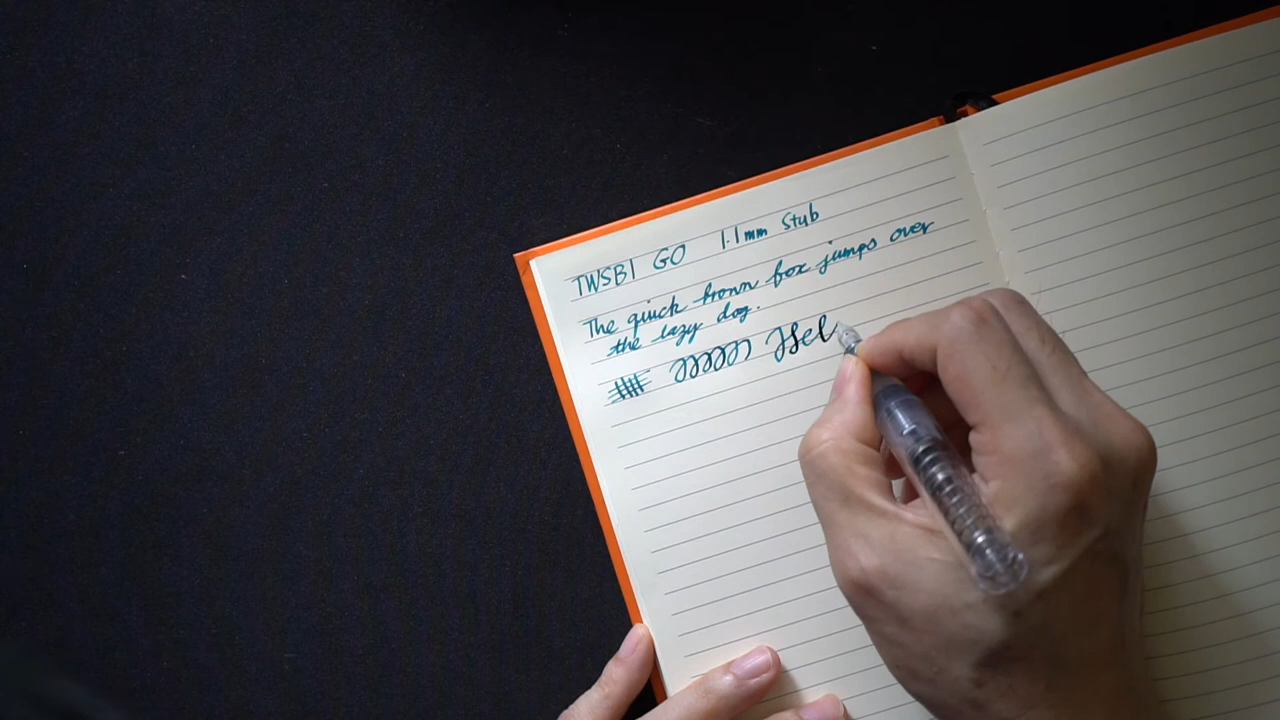 TWSBI GO 1.1mm Stub
The quick brown fox jumps over
the lazy dog.
Hel